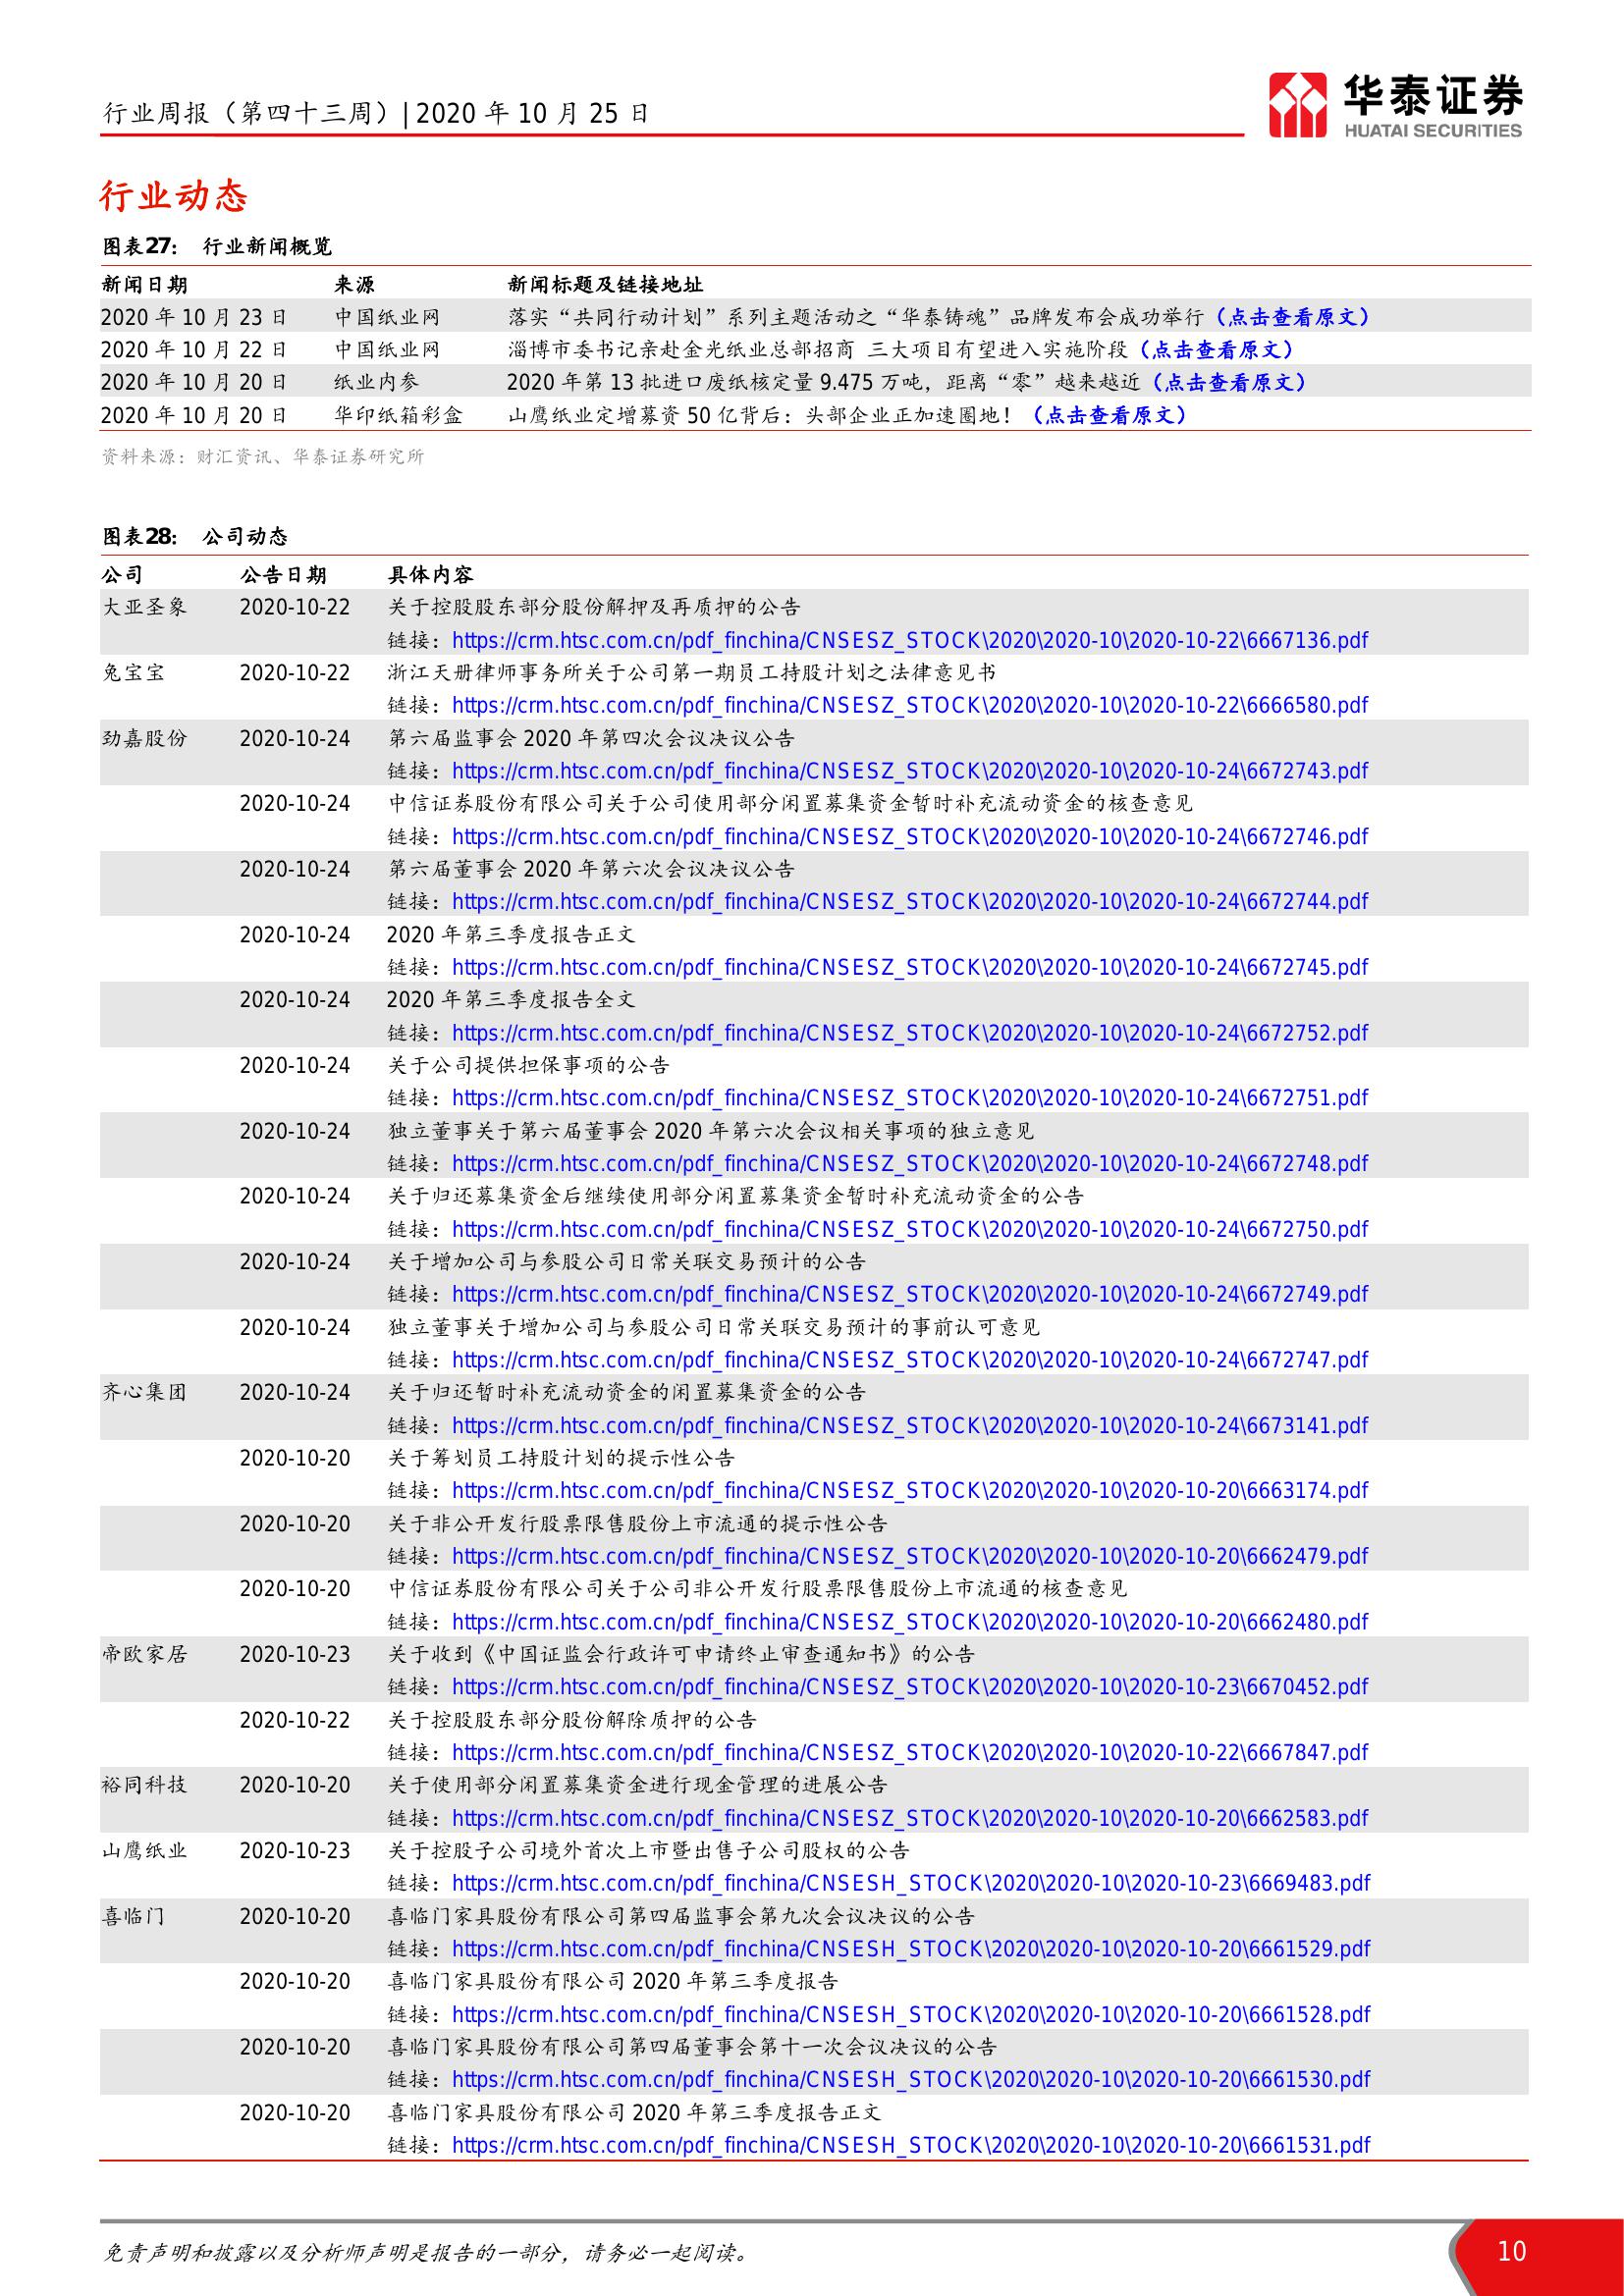 行业周报（第四十三周）| 2020 年 10 月 25 日
华泰证券
HUATAI SECURITIES
行业动态
图表27： 行业新闻概览
新闻日期 来源 新闻标题及链接地址
2020 年 10 月 23 日 中国纸业网 落实“共同行动计划”系列主题活动之“华泰铸魂”品牌发布会成功举行（点击查看原文）
2020 年 10 月 22 日 中国纸业网 淄博市委书记亲赴金光纸业总部招商 三大项目有望进入实施阶段（点击查看原文）
2020 年 10 月 20 日 纸业内参 2020 年第 13 批进口废纸核定量 9.475 万吨，距离“零”越来越近（点击查看原文）
2020 年 10 月 20 日 华印纸箱彩盒 山鹰纸业定增募资 50 亿背后：头部企业正加速圈地！（点击查看原文）
资料来源：财汇资讯、华泰证券研究所
图表28： 公司动态
公司 公告日期 具体内容
大亚圣象 2020-10-22 关于控股股东部分股份解押及再质押的公告
链接：https://crm.htsc.com.cn/pdf_finchina/CNSESZ_STOCK\2020\2020-10\2020-10-22\6667136.pdf
兔宝宝 2020-10-22 浙江天册律师事务所关于公司第一期员工持股计划之法律意见书
链接：https://crm.htsc.com.cn/pdf_finchina/CNSESZ_STOCK\2020\2020-10\2020-10-22\6666580.pdf
劲嘉股份 2020-10-24 第六届监事会 2020 年第四次会议决议公告
链接：https://crm.htsc.com.cn/pdf_finchina/CNSESZ_STOCK\2020\2020-10\2020-10-24\6672743.pdf
2020-10-24 中信证券股份有限公司关于公司使用部分闲置募集资金暂时补充流动资金的核查意见
链接：https://crm.htsc.com.cn/pdf_finchina/CNSESZ_STOCK\2020\2020-10\2020-10-24\6672746.pdf
2020-10-24 第六届董事会 2020 年第六次会议决议公告
链接：https://crm.htsc.com.cn/pdf_finchina/CNSESZ_STOCK\2020\2020-10\2020-10-24\6672744.pdf
2020-10-24 2020 年第三季度报告正文
链接：https://crm.htsc.com.cn/pdf_finchina/CNSESZ_STOCK\2020\2020-10\2020-10-24\6672745.pdf
2020-10-24 2020 年第三季度报告全文
链接：https://crm.htsc.com.cn/pdf_finchina/CNSESZ_STOCK\2020\2020-10\2020-10-24\6672752.pdf
2020-10-24 关于公司提供担保事项的公告
链接：https://crm.htsc.com.cn/pdf_finchina/CNSESZ_STOCK\2020\2020-10\2020-10-24\6672751.pdf
2020-10-24 独立董事关于第六届董事会 2020 年第六次会议相关事项的独立意见
链接：https://crm.htsc.com.cn/pdf_finchina/CNSESZ_STOCK\2020\2020-10\2020-10-24\6672748.pdf
2020-10-24 关于归还募集资金后继续使用部分闲置募集资金暂时补充流动资金的公告
链接：https://crm.htsc.com.cn/pdf_finchina/CNSESZ_STOCK\2020\2020-10\2020-10-24\6672750.pdf
2020-10-24 关于增加公司与参股公司日常关联交易预计的公告
链接：https://crm.htsc.com.cn/pdf_finchina/CNSESZ_STOCK\2020\2020-10\2020-10-24\6672749.pdf
2020-10-24 独立董事关于增加公司与参股公司日常关联交易预计的事前认可意见
链接：https://crm.htsc.com.cn/pdf_finchina/CNSESZ_STOCK\2020\2020-10\2020-10-24\6672747.pdf
齐心集团 2020-10-24 关于归还暂时补充流动资金的闲置募集资金的公告
链接：https://crm.htsc.com.cn/pdf_finchina/CNSESZ_STOCK\2020\2020-10\2020-10-24\6673141.pdf
2020-10-20 关于筹划员工持股计划的提示性公告
链接：https://crm.htsc.com.cn/pdf_finchina/CNSESZ_STOCK\2020\2020-10\2020-10-20\6663174.pdf
2020-10-20 关于非公开发行股票限售股份上市流通的提示性公告
链接：https://crm.htsc.com.cn/pdf_finchina/CNSESZ_STOCK\2020\2020-10\2020-10-20\6662479.pdf
2020-10-20 中信证券股份有限公司关于公司非公开发行股票限售股份上市流通的核查意见
链接：https://crm.htsc.com.cn/pdf_finchina/CNSESZ_STOCK\2020\2020-10\2020-10-20\6662480.pdf
帝欧家居 2020-10-23 关于收到《中国证监会行政许可申请终止审查通知书》的公告
链接：https://crm.htsc.com.cn/pdf_finchina/CNSESZ_STOCK\2020\2020-10\2020-10-23\6670452.pdf
2020-10-22 关于控股股东部分股份解除质押的公告
链接：https://crm.htsc.com.cn/pdf_finchina/CNSESZ_STOCK\2020\2020-10\2020-10-22\6667847.pdf
裕同科技 2020-10-20 关于使用部分闲置募集资金进行现金管理的进展公告
链接：https://crm.htsc.com.cn/pdf_finchina/CNSESZ_STOCK\2020\2020-10\2020-10-20\6662583.pdf
山鹰纸业 2020-10-23 关于控股子公司境外首次上市暨出售子公司股权的公告
链接：https://crm.htsc.com.cn/pdf_finchina/CNSESH_STOCK\2020\2020-10\2020-10-23\6669483.pdf
喜临门 2020-10-20 喜临门家具股份有限公司第四届监事会第九次会议决议的公告
链接：https://crm.htsc.com.cn/pdf_finchina/CNSESH_STOCK\2020\2020-10\2020-10-20\6661529.pdf
2020-10-20 喜临门家具股份有限公司 2020 年第三季度报告
链接：https://crm.htsc.com.cn/pdf_finchina/CNSESH_STOCK\2020\2020-10\2020-10-20\6661528.pdf
2020-10-20 喜临门家具股份有限公司第四届董事会第十一次会议决议的公告
链接：https://crm.htsc.com.cn/pdf_finchina/CNSESH_STOCK\2020\2020-10\2020-10-20\6661530.pdf
2020-10-20 喜临门家具股份有限公司 2020 年第三季度报告正文
链接：https://crm.htsc.com.cn/pdf_finchina/CNSESH_STOCK\2020\2020-10\2020-10-20\6661531.pdf
免责声明和披露以及分析师声明是报告的一部分，请务必一起阅读。
10